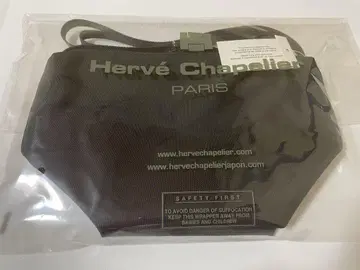 Hervé Chapelier
PARIS
www.hervechapelier.com
www.hervechapelierjapon.com
SAFETY FIRST
TO AVOID DANGER OF SUFFOCATION
KEEP THIS WRAPPER AWAY FROM
BABIES AND CHILDREN